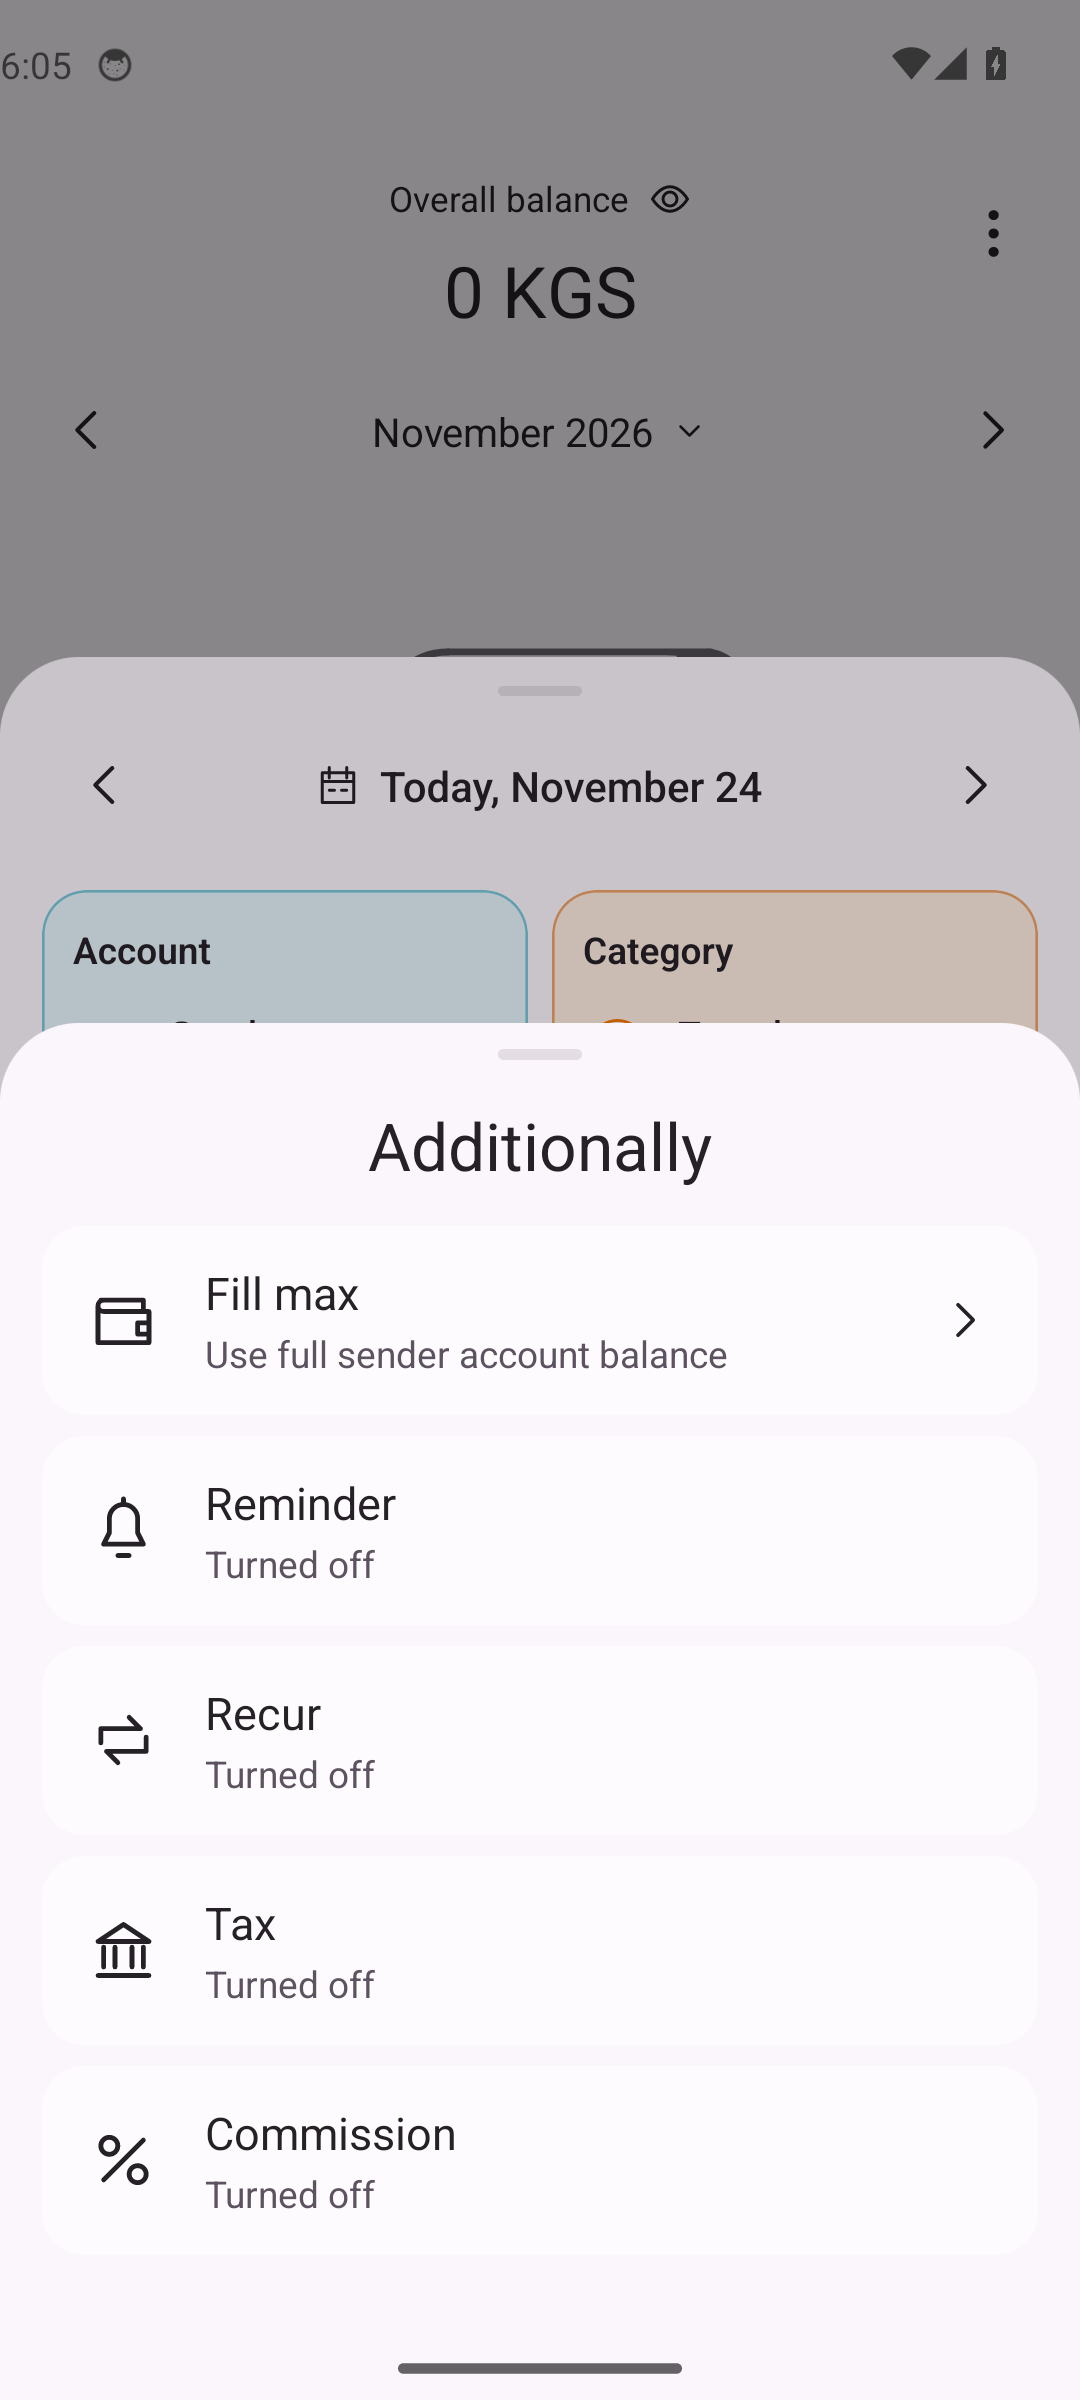 6:05
Overall balance
0 KGS
November 2026
Today, November 24
Account
Category
Additionally
Fill max
Use full sender account balance
Reminder
Turned off
Recur
Turned off
Tax
Turned off
Commission
Turned off